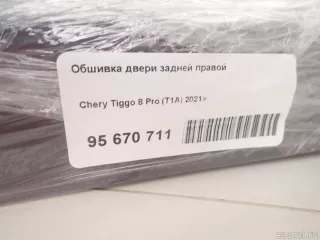 Обшивка двери задней правой
Chery Tiggo 8 Pro (T1A) 2021>
95 670 711